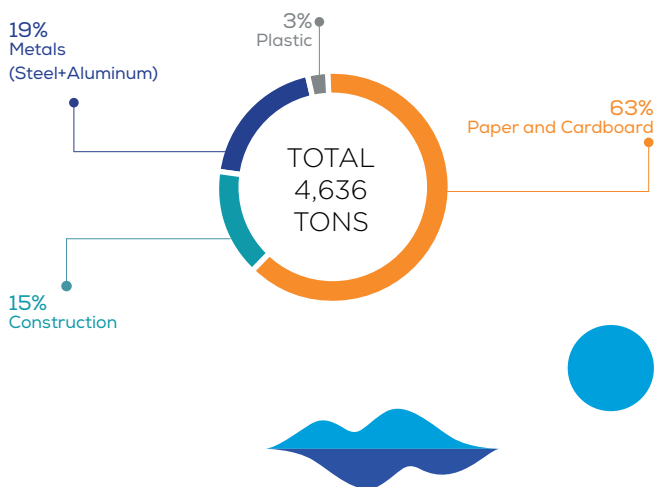 19%
Metals
(Steel+Aluminum)
3%
Plastic
63%
Paper and Cardboard
TOTAL
4,636
TONS
15%
Construction